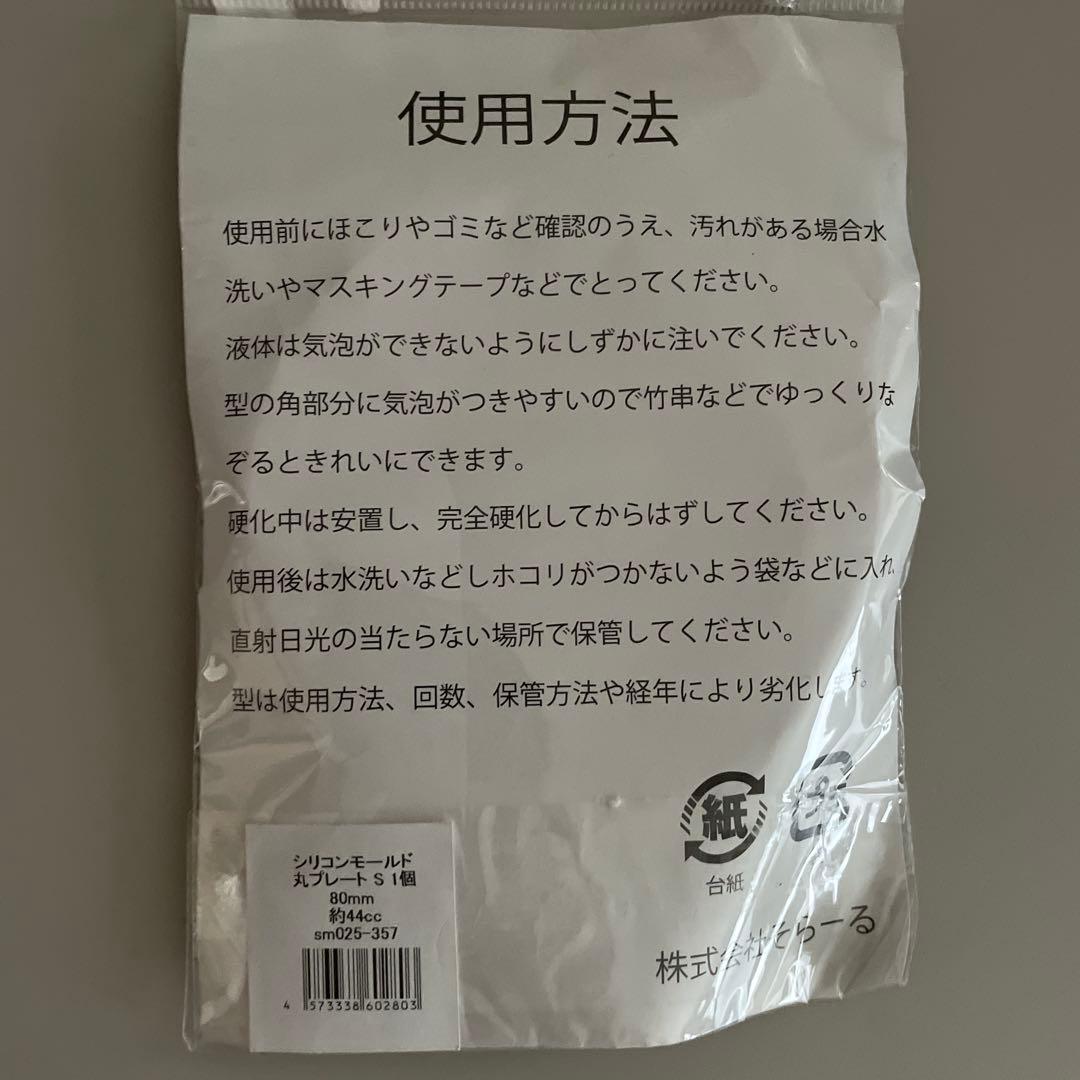 使用方法
使用前にほこりやゴミなど確認のうえ、汚れがある場合水
洗いやマスキングテープなどでとってください。
液体は気泡ができないようにしずかに注いでください。
型の角部分に気泡がつきやすいので竹串などでゆっくりな
ぞるときれいにできます。
硬化中は安置し、完全硬化してからはずしてください。
使用後は水洗いなどしホコリがつかないよう袋などに入れ
直射日光の当たらない場所で保管してください。
型は使用方法、回数、保管方法や経年により劣化します。
紙
台紙
株式会社そらーる
シリコンモールド
丸プレート S 1個
80mm
約44cc
sm025-357
4 573338 602803